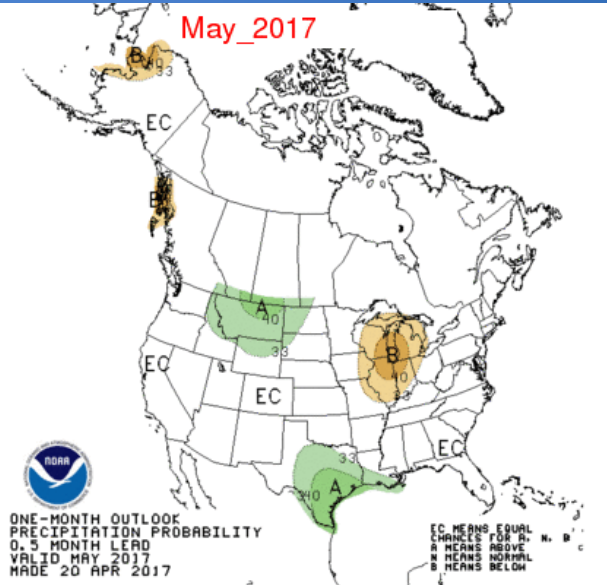 May_2017
B
40
33
EC
B
A
40
33
B
40
33
EC
EC
EC
33
A
40
NOAA
ONE-MONTH OUTLOOK
PRECIPITATION PROBABILITY
0.5 MONTH LEAD
VALID MAY 2017
MADE 20 APR 2017
EC MEANS EQUAL
CHANCES FOR A, N, B
A MEANS ABOVE
N MEANS NORMAL
B MEANS BELOW